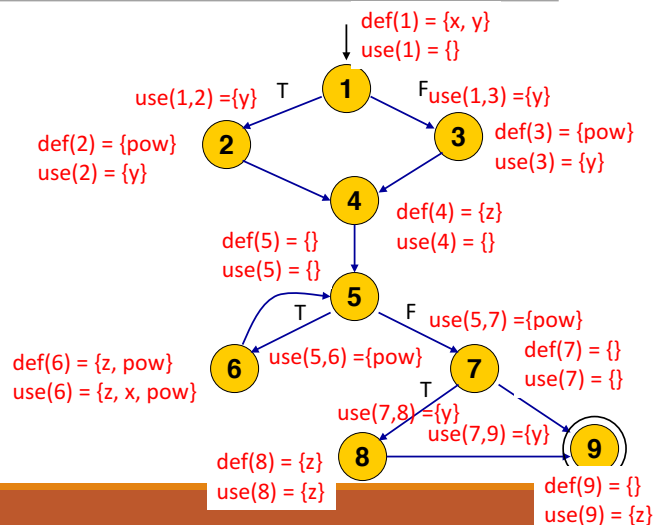 def(1) = {x, y}
use(1) = {}
1
T
F
use(1,2) ={y}
use(1,3) ={y}
2
3
def(2) = {pow}
use(2) = {y}
def(3) = {pow}
use(3) = {y}
4
def(4) = {z}
use(4) = {}
def(5) = {}
use(5) = {}
5
T
F
use(5,7) ={pow}
use(5,6) ={pow}
6
def(6) = {z, pow}
use(6) = {z, x, pow}
7
def(7) = {}
use(7) = {}
T
use(7,8) ={y}
use(7,9) ={y}
8
9
def(8) = {z}
use(8) = {z}
def(9) = {}
use(9) = {z}